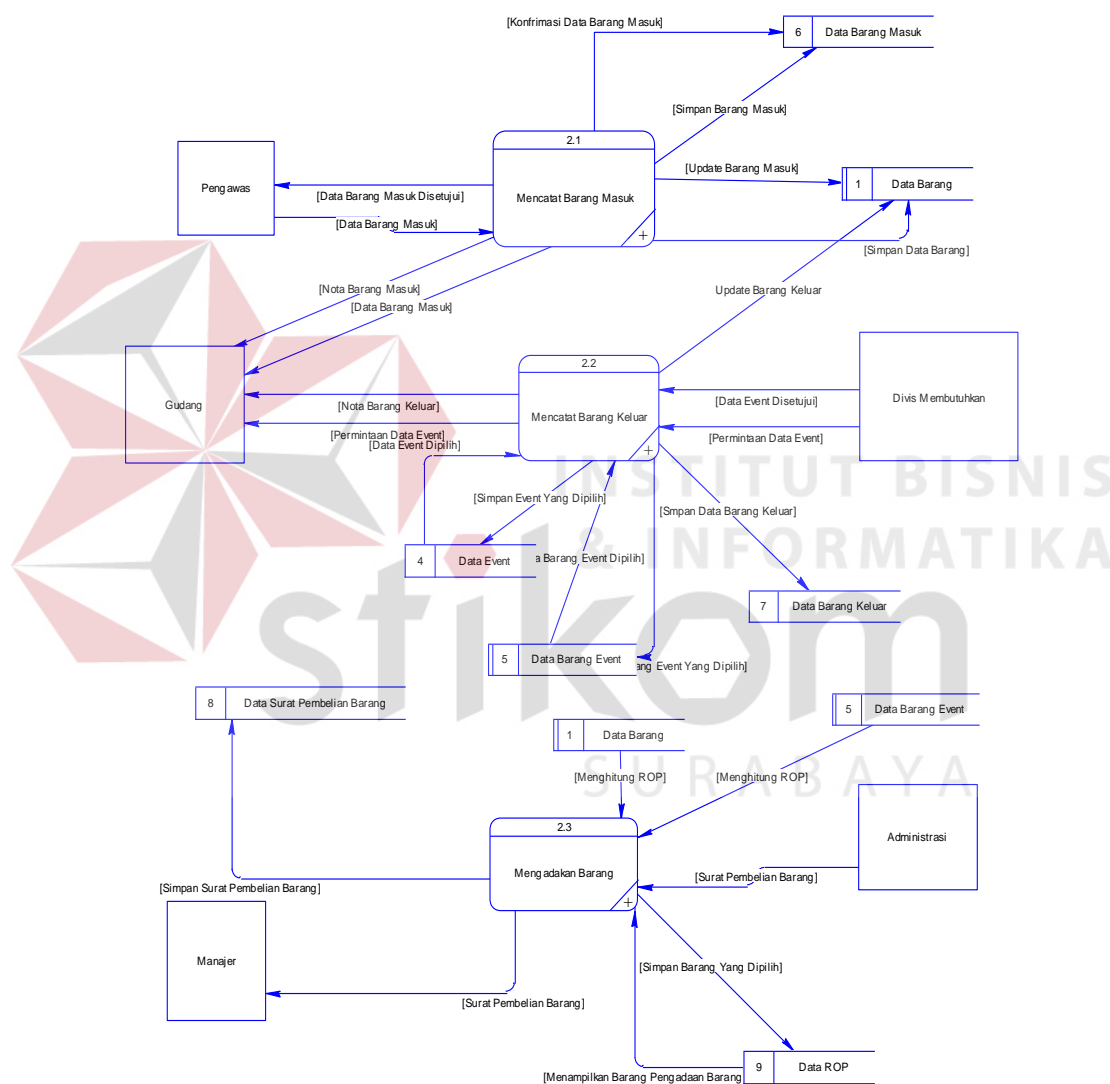 [Konfrimasi Data Barang Masuk]
6 Data Barang Masuk
[Simpan Barang Masuk]
2.1
Mencatat Barang Masuk
+
Pengawas
[Data Barang Masuk Disetujui]
[Data Barang Masuk]
[Update Barang Masuk]
1 Data Barang
[Simpan Data Barang]
[Nota Barang Masuk]
[Data Barang Masuk]
Update Barang Keluar
Gudang
2.2
Mencatat Barang Keluar
+
Divis Membutuhkan
[Nota Barang Keluar]
[Data Event Disetujui]
[Permintaan Data Event]
[Permintaan Data Event]
[Data Event Dipilih]
INSTITUT BISNIS
& INFORMATIKA
stikom
SURABAYA
[Simpan Event Yang Dipilih]
[Smpan Data Barang Keluar]
4 Data Event
a Barang Event Dipilih]
7 Data Barang Keluar
5 Data Barang Event
ang Event Yang Dipilih]
8 Data Surat Pembelian Barang
1 Data Barang
5 Data Barang Event
[Menghitung ROP]
[Menghitung ROP]
2.3
Mengadakan Barang
+
Administrasi
[Surat Pembelian Barang]
[Simpan Surat Pembelian Barang]
Manajer
[Surat Pembelian Barang]
[Simpan Barang Yang Dipilih]
9 Data ROP
[Menampilkan Barang Pengadaan Barang